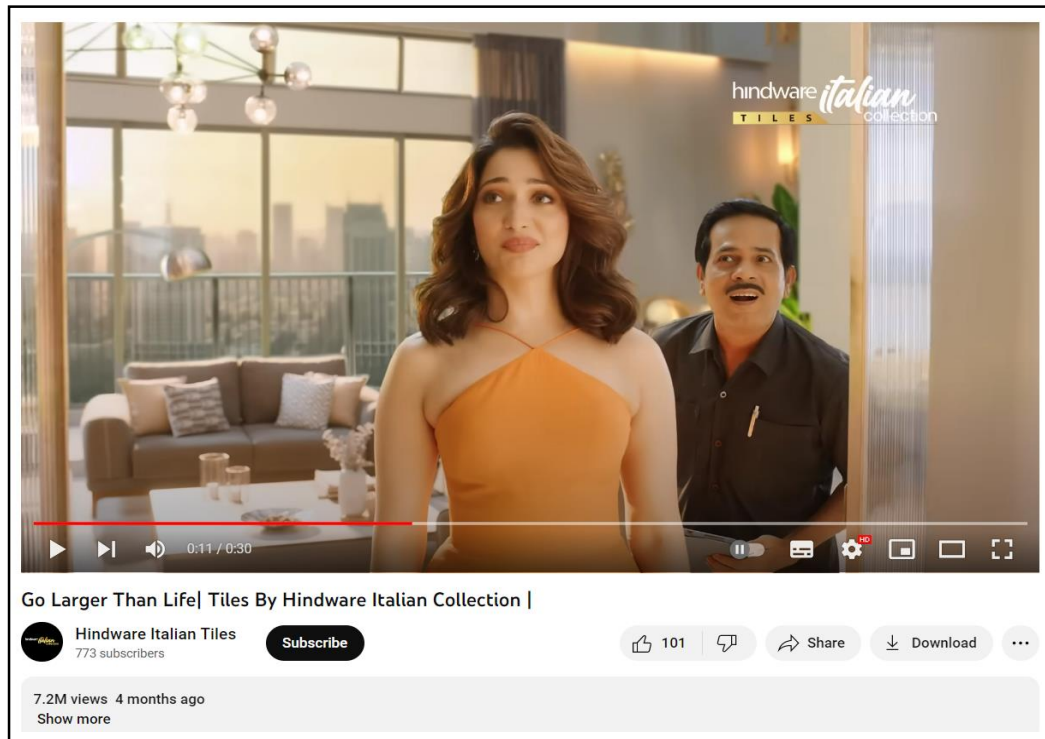 hindware italian
TILES collection
0:11 / 0:30
HD
Go Larger Than Life| Tiles By Hindware Italian Collection |
Hindware Italian Tiles
773 subscribers
Subscribe
101
Share
Download
7.2M views 4 months ago
Show more